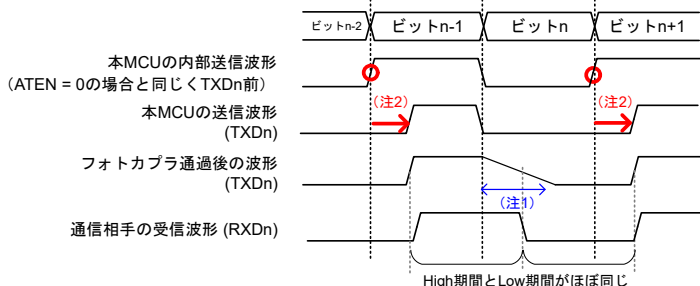 ビットn-2 ビットn-1 ビットn ビットn+1
本MCUの内部送信波形
（ATEN = 0の場合と同じくTXDn前）
（注2） （注2）
本MCUの送信波形
(TXDn)
フォトカプラ通過後の波形
(TXDn)
（注1）
通信相手の受信波形 (RXDn)
High期間とLow期間がほぼ同じ